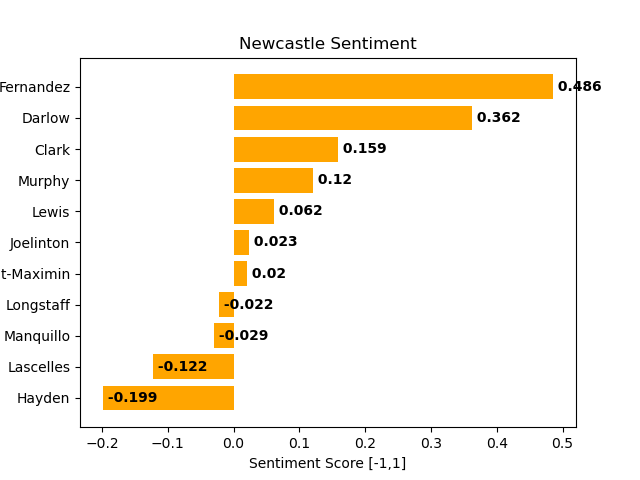 Newcastle Sentiment
Fernandez 0.486
Darlow 0.362
Clark 0.159
Murphy 0.12
Lewis 0.062
Joelinton 0.023
t-Maximin 0.02
Longstaff -0.022
Manquillo -0.029
Lascelles -0.122
Hayden -0.199
−0.2 −0.1 0.0 0.1 0.2 0.3 0.4 0.5
Sentiment Score [-1,1]